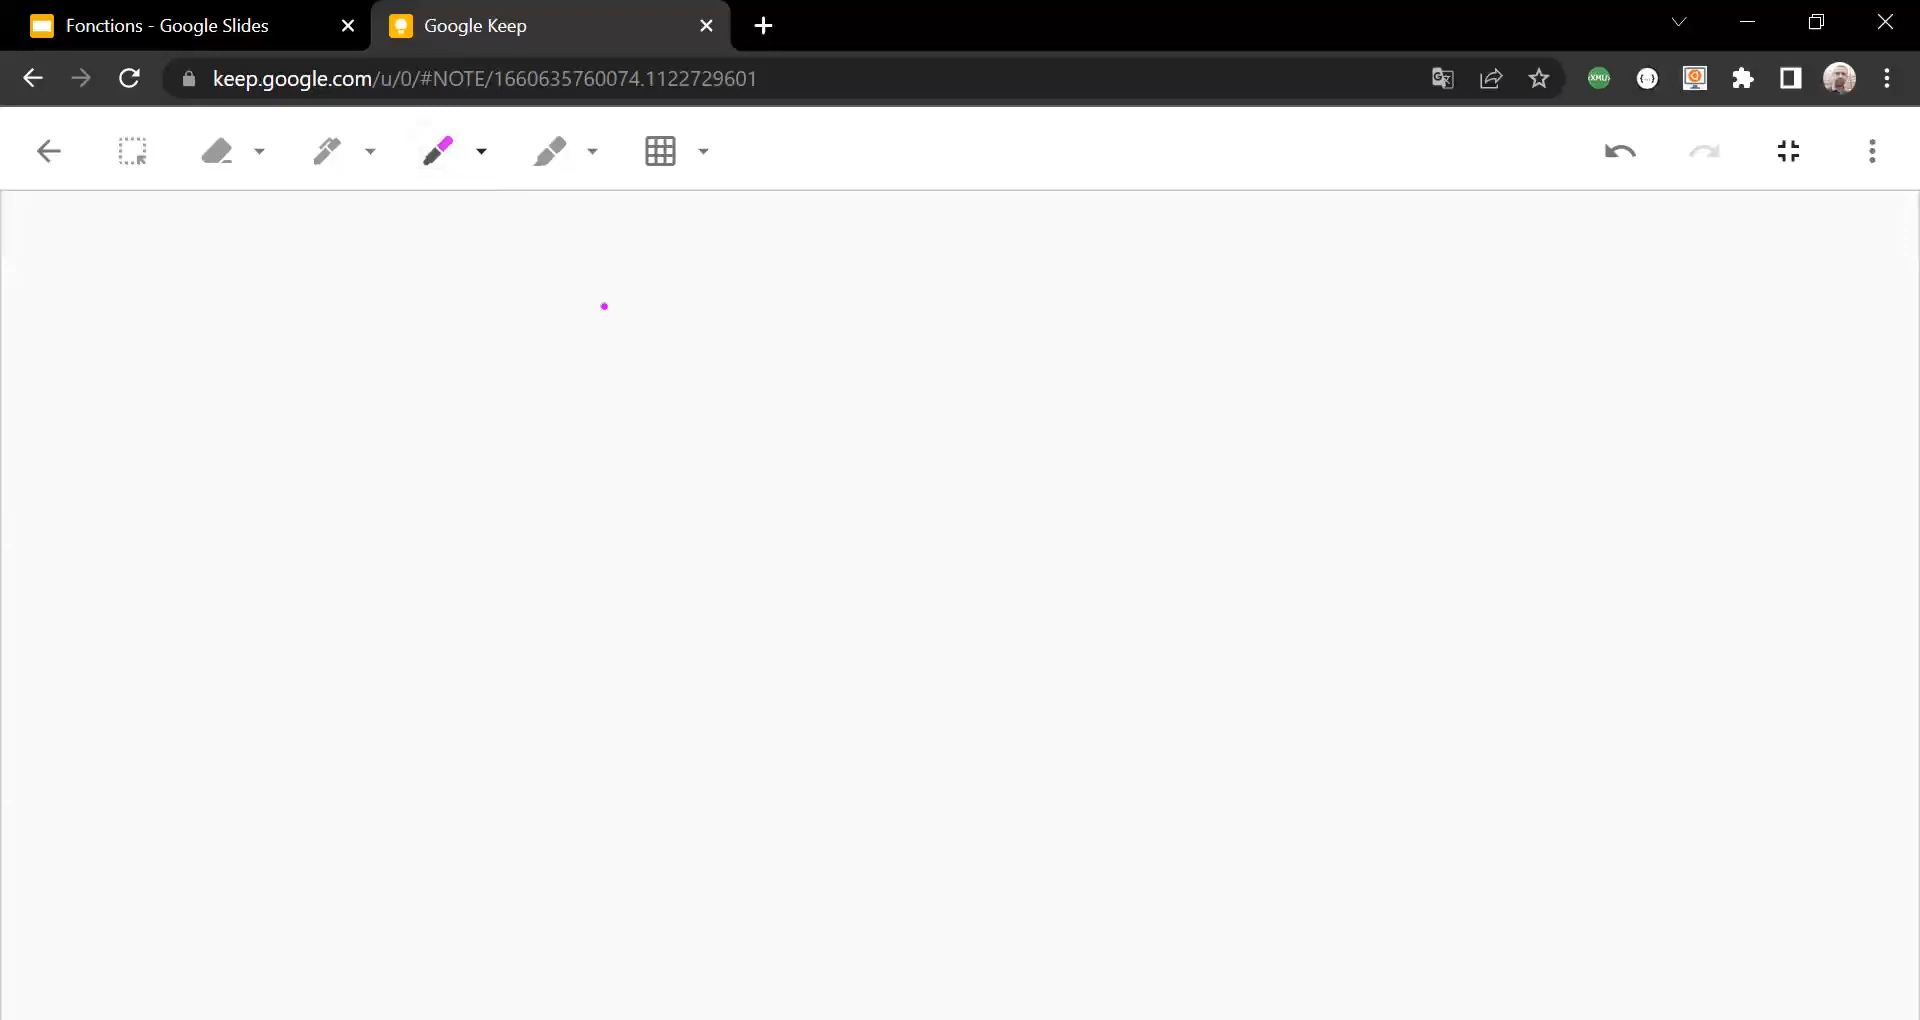 Fonctions - Google Slides
Google Keep
keep.google.com/u/0/#NOTE/1660635760074.1122729601